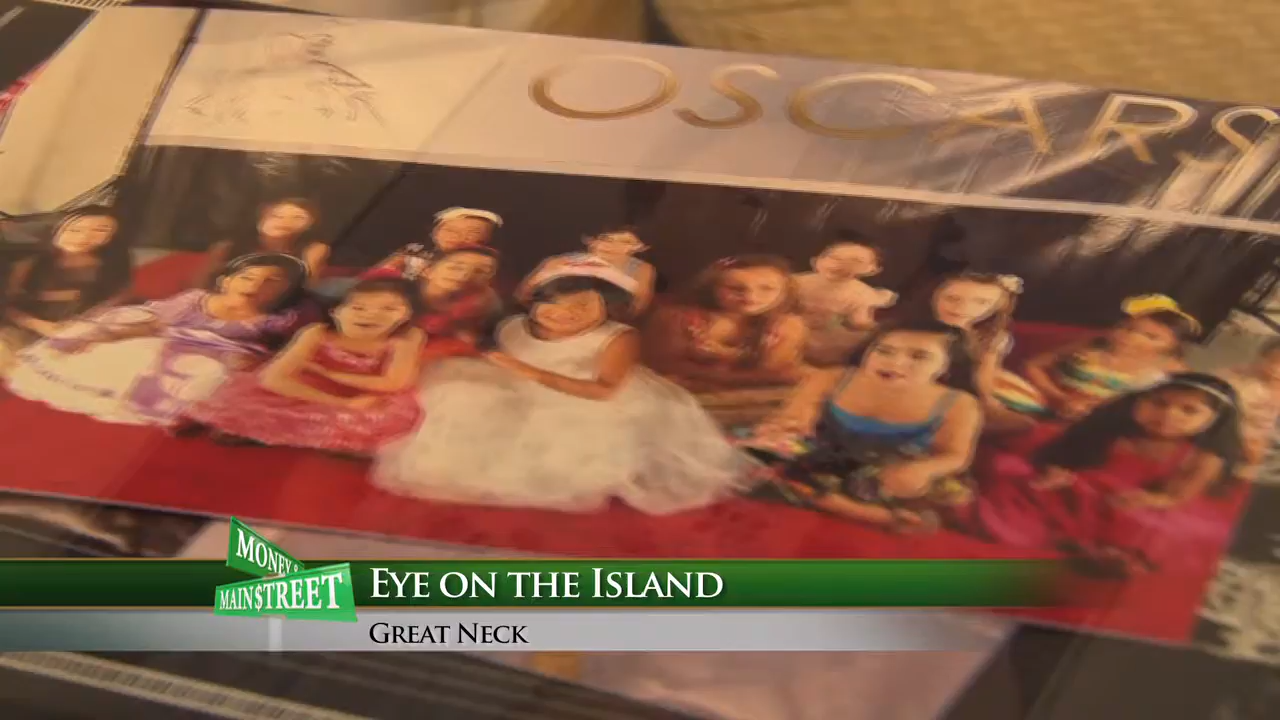 OSCARS
MONEY &
MAIN$TREET
EYE ON THE ISLAND
GREAT NECK